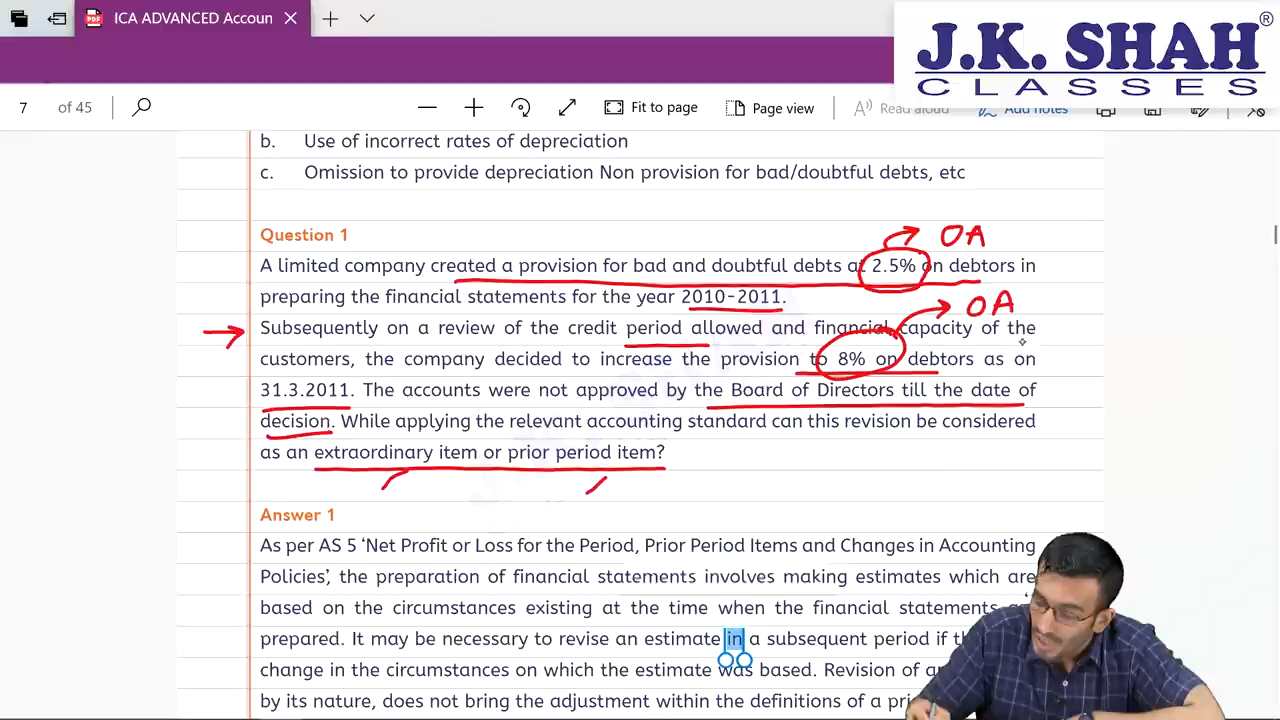 ICA ADVANCED Accoun
J.K. SHAH®
CLASSES
7 of 45
Fit to page
Page view
Read aloud
Add notes
b. Use of incorrect rates of depreciation
c. Omission to provide depreciation Non provision for bad/doubtful debts, etc
Question 1
OA
A limited company created a provision for bad and doubtful debts at 2.5% on debtors in
preparing the financial statements for the year 2010-2011.
OA
Subsequently on a review of the credit period allowed and financial capacity of the
customers, the company decided to increase the provision to 8% on debtors as on
31.3.2011. The accounts were not approved by the Board of Directors till the date of
decision. While applying the relevant accounting standard can this revision be considered
as an extraordinary item or prior period item?
Answer 1
As per AS 5 ‘Net Profit or Loss for the Period, Prior Period Items and Changes in Accounting
Policies’, the preparation of financial statements involves making estimates which are
based on the circumstances existing at the time when the financial statements
prepared. It may be necessary to revise an estimate in a subsequent period if
change in the circumstances on which the estimate was based. Revision of
by its nature, does not bring the adjustment within the definitions of a